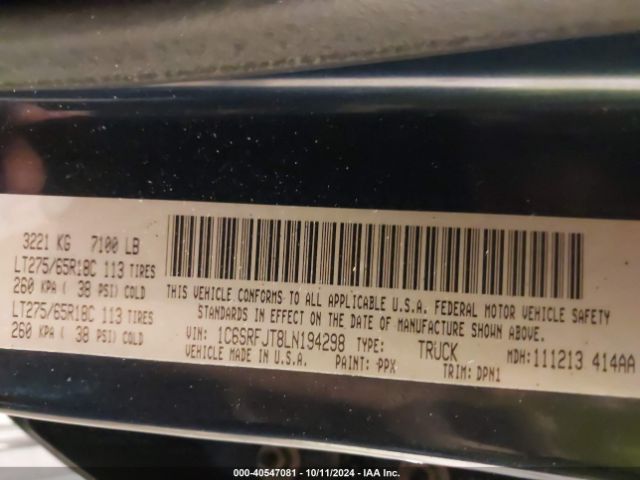 3221 KG 7100 LB
LT275/65R18C 113 TIRES
260 KPA ( 38 PSI) COLD
LT275/65R18C 113 TIRES
260 KPA ( 38 PSI) COLD
THIS VEHICLE CONFORMS TO ALL APPLICABLE U.S.A. FEDERAL MOTOR VEHICLE SAFETY
STANDARDS IN EFFECT ON THE DATE OF MANUFACTURE SHOWN ABOVE.
VIN: 1C6SRFJT8LN194298 TYPE: TRUCK MDH:111213 414AA
VEHICLE MADE IN U.S.A. PAINT: PPX TRIM: DPN1
000-40547081 - 10/11/2024 - IAA Inc.